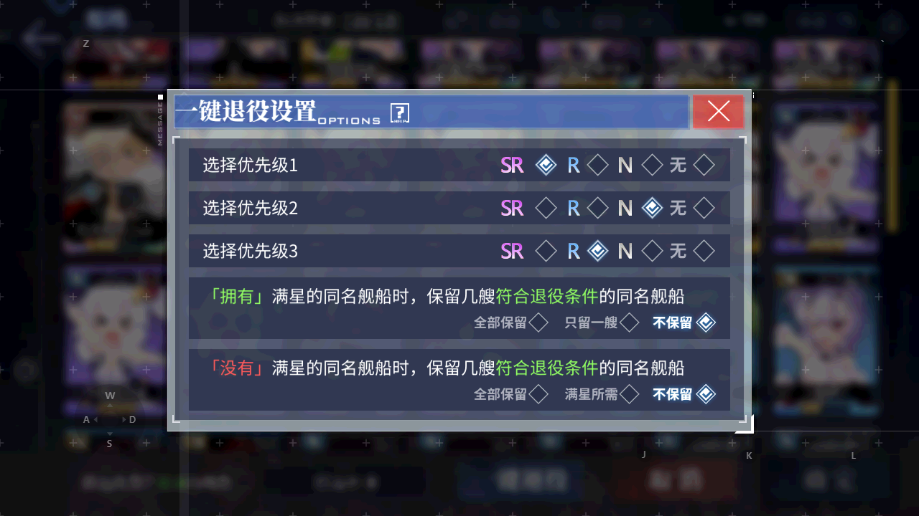 Z
一键退役设置 OPTIONS ?
MESSAGE
选择优先级1 SR R N 无
选择优先级2 SR R N 无
选择优先级3 SR R N 无
「拥有」满星的同名舰船时，保留几艘符合退役条件的同名舰船
全部保留 只留一艘 不保留
「没有」满星的同名舰船时，保留几艘符合退役条件的同名舰船
全部保留 满星所需 不保留
W
A D
S
J K L